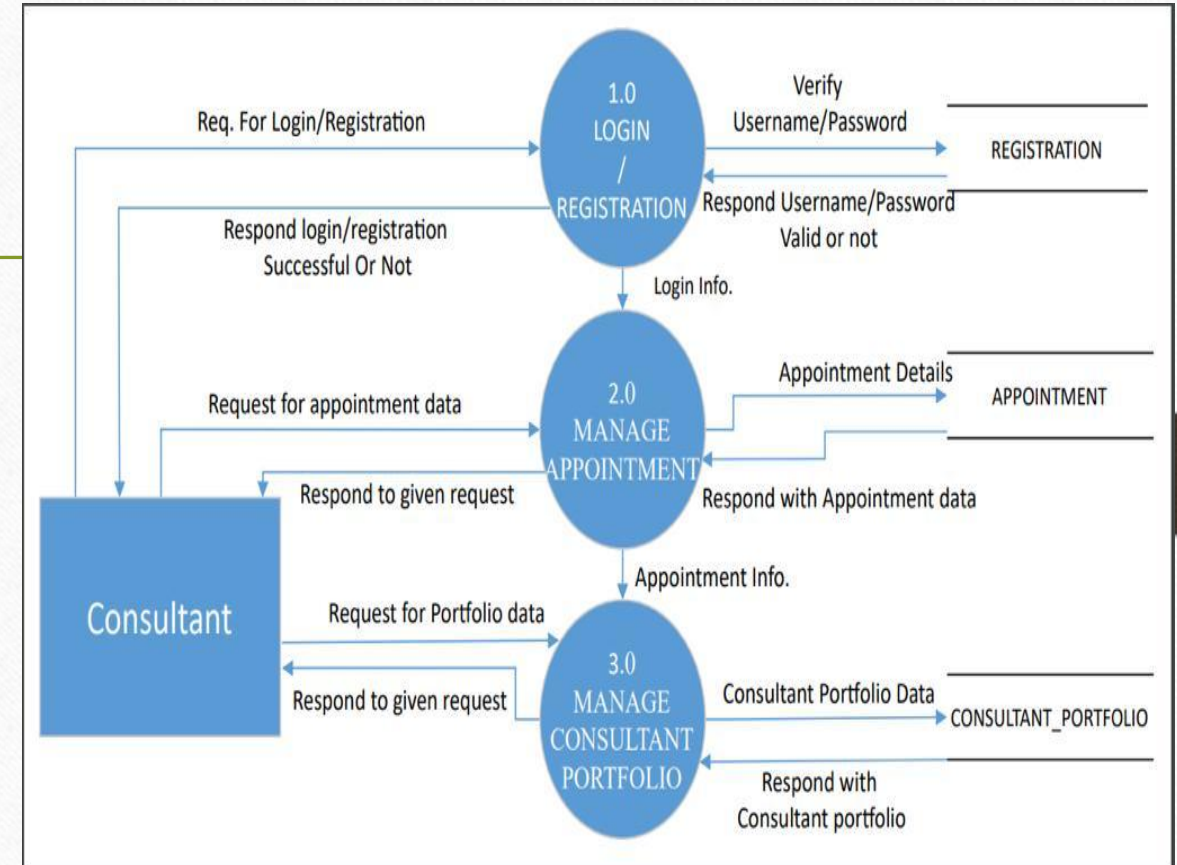 1.0
LOGIN
/
REGISTRATION
Req. For Login/Registration
Verify
Username/Password
REGISTRATION
Respond login/registration
Successful Or Not
Respond Username/Password
Valid or not
Login Info.
2.0
MANAGE
APPOINTMENT
Request for appointment data
Appointment Details
APPOINTMENT
Respond to given request
Respond with Appointment data
Appointment Info.
Consultant
Request for Portfolio data
3.0
MANAGE
CONSULTANT
PORTFOLIO
Respond to given request
Consultant Portfolio Data
CONSULTANT_PORTFOLIO
Respond with
Consultant portfolio